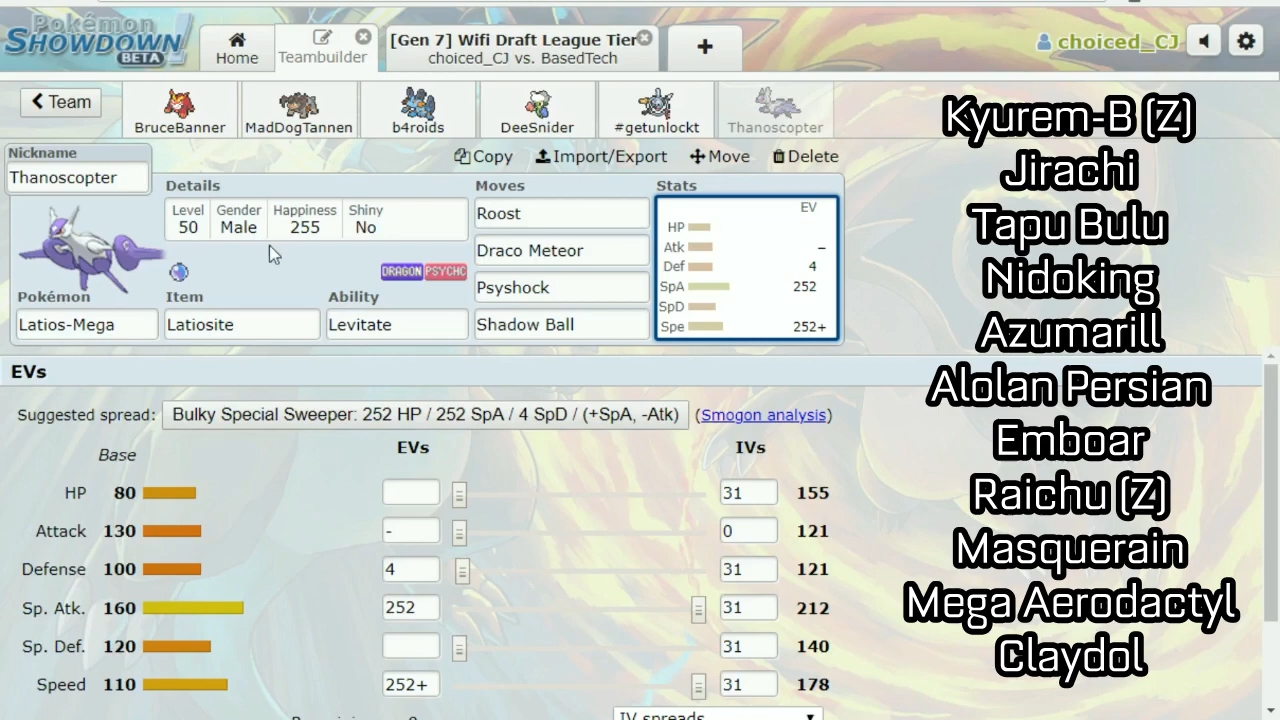 Pokémon
SHOWDOWN
BETA
Home
Teambuilder
[Gen 7] Wifi Draft League Tier
choiced_CJ vs. BasedTech
+
choiced_CJ
Team
BruceBanner
MadDogTannen
b4roids
DeeSnider
#getunlockt
Thanoscopter
Nickname
Thanoscopter
Copy
Import/Export
Move
Delete
Details
Moves
Stats
Level
Gender
Happiness
Shiny
50
Male
255
No
DRAGON
PSYCHC
Pokémon
Item
Ability
Latios-Mega
Latiosite
Levitate
Roost
Draco Meteor
Psyshock
Shadow Ball
EV
HP
Atk –
Def 4
SpA 252
SpD
Spe 252+
EVs
Suggested spread: Bulky Special Sweeper: 252 HP / 252 SpA / 4 SpD / (+SpA, -Atk) (Smogon analysis)
Base EVs IVs
HP 80 31 155
Attack 130 - 0 121
Defense 100 4 31 121
Sp. Atk. 160 252 31 212
Sp. Def. 120 31 140
Speed 110 252+ 31 178
IV spreads
Kyurem-B (Z)
Jirachi
Tapu Bulu
Nidoking
Azumarill
Alolan Persian
Emboar
Raichu (Z)
Masquerain
Mega Aerodactyl
Claydol